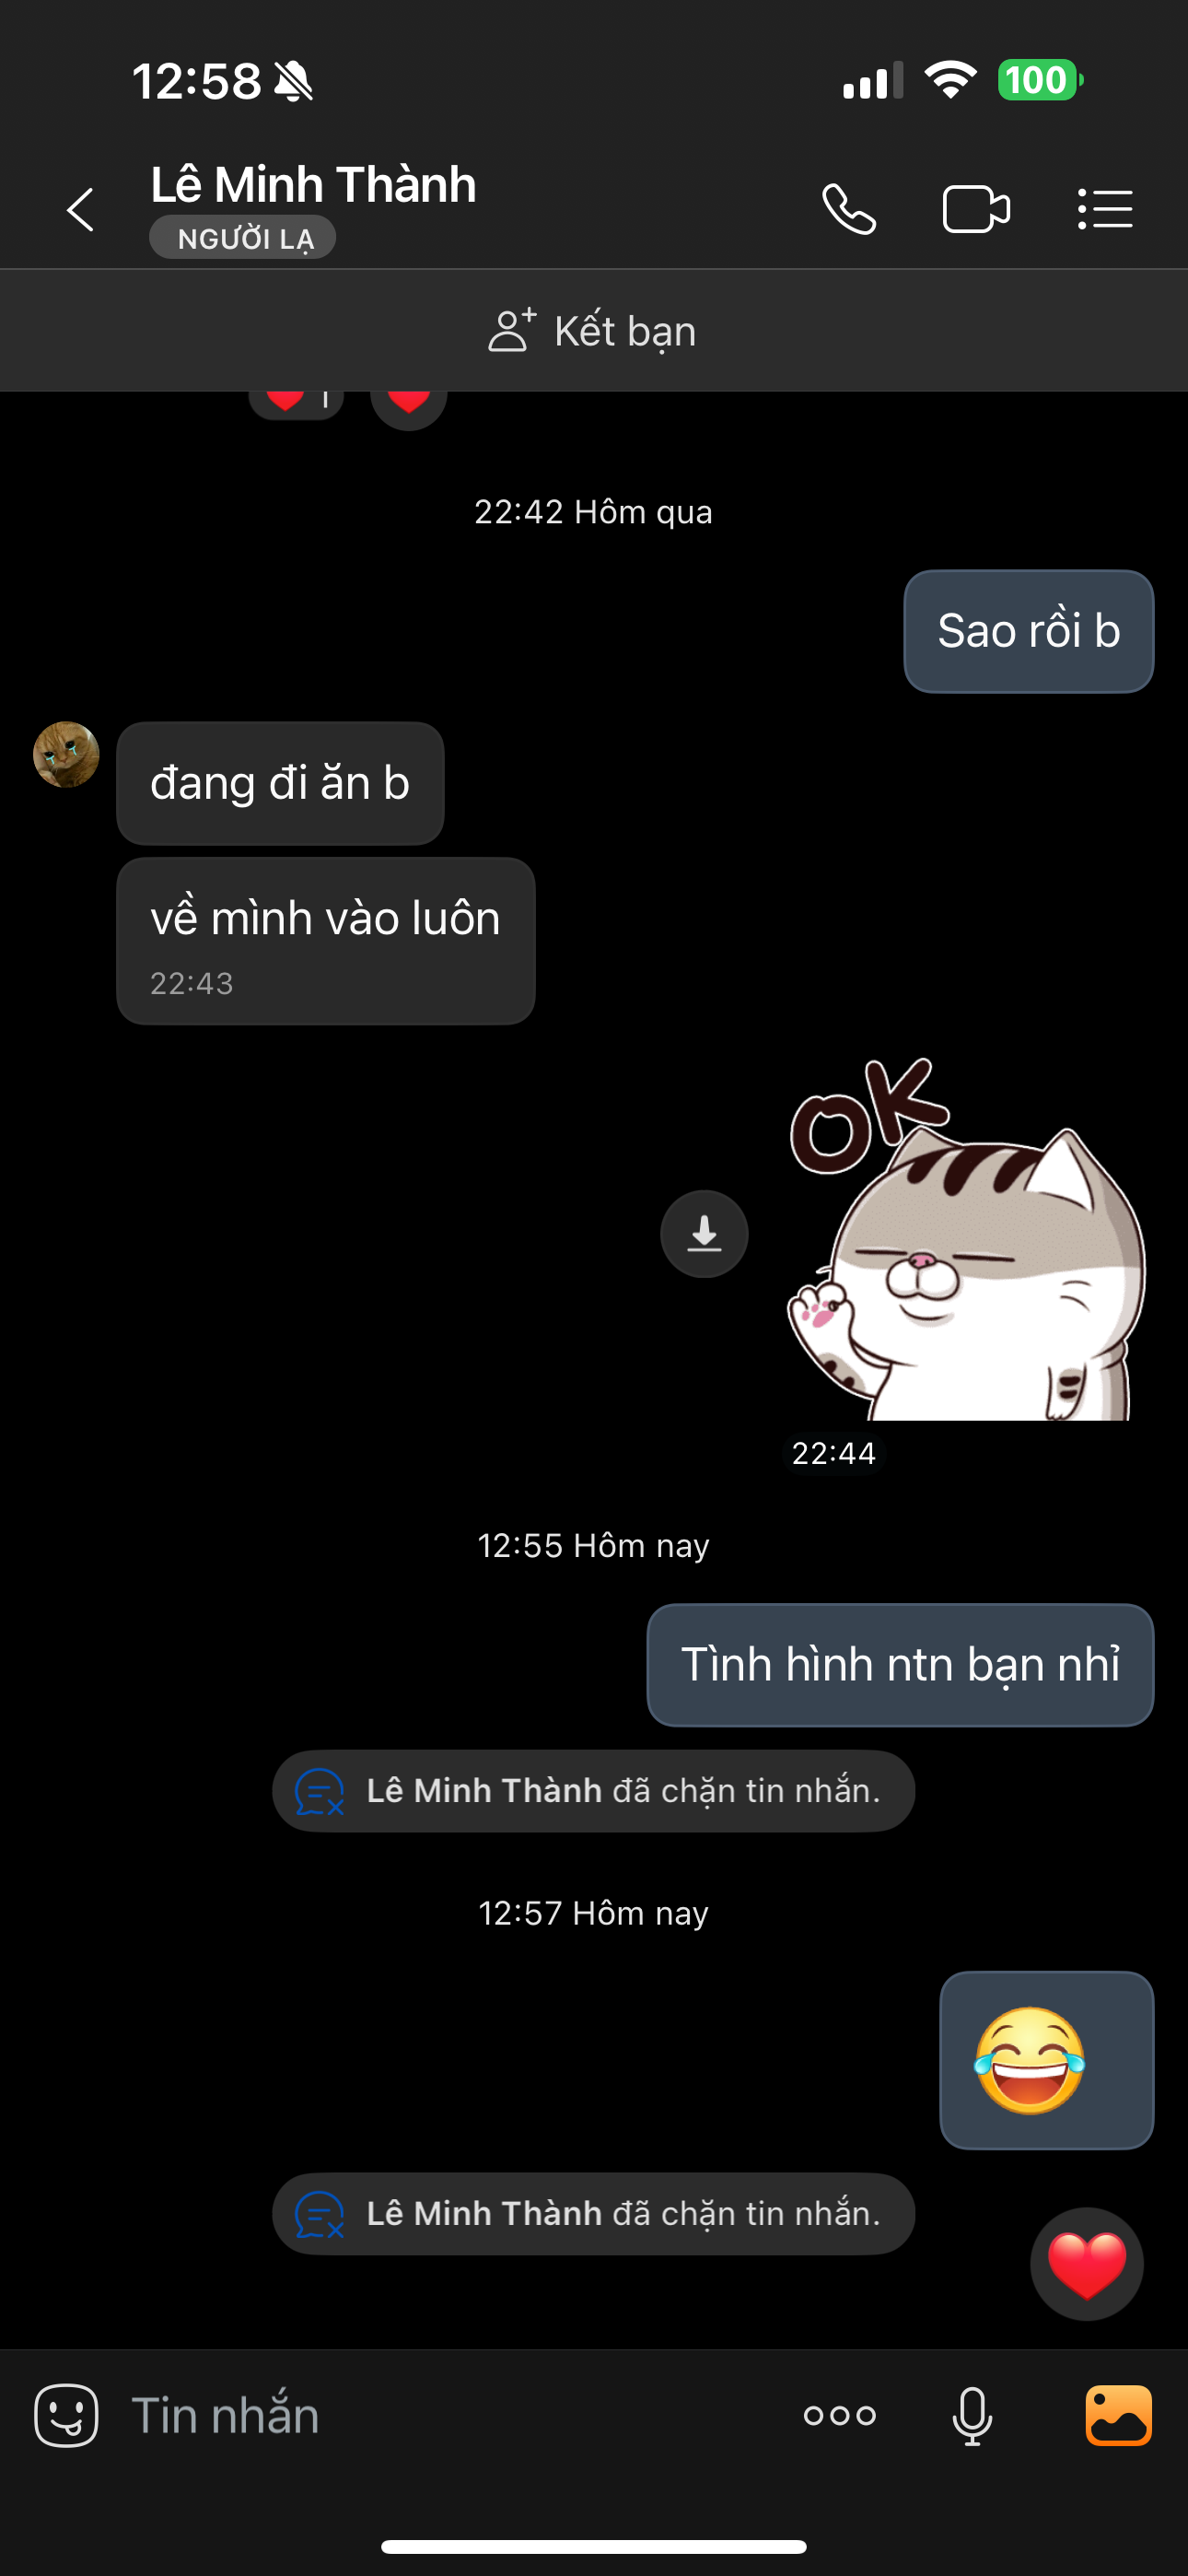 12:58
100
Lê Minh Thành
NGƯỜI LẠ
Kết bạn
22:42 Hôm qua
Sao rồi b
đang đi ăn b
về mình vào luôn
22:43
OK
22:44
12:55 Hôm nay
Tình hình ntn bạn nhỉ
Lê Minh Thành đã chặn tin nhắn.
12:57 Hôm nay
Lê Minh Thành đã chặn tin nhắn.
Tin nhắn